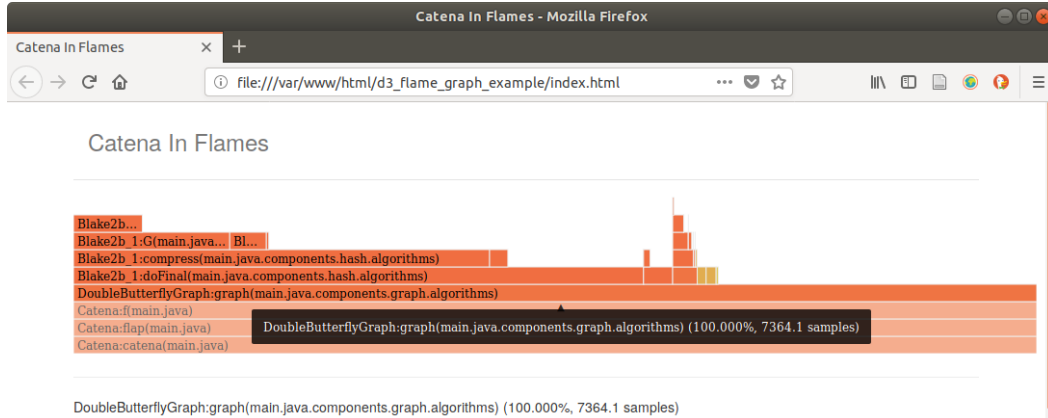 Catena In Flames - Mozilla Firefox
Catena In Flames
file:///var/www/html/d3_flame_graph_example/index.html
Catena In Flames
Blake2b...
Blake2b_1:G(main.java... Bl...
Blake2b_1:compress(main.java.components.hash.algorithms)
Blake2b_1:doFinal(main.java.components.hash.algorithms)
DoubleButterflyGraph:graph(main.java.components.graph.algorithms)
Catena:f(main.java)
Catena:flap(main.java)
DoubleButterflyGraph:graph(main.java.components.graph.algorithms) (100.000%, 7364.1 samples)
Catena:catena(main.java)
DoubleButterflyGraph:graph(main.java.components.graph.algorithms) (100.000%, 7364.1 samples)